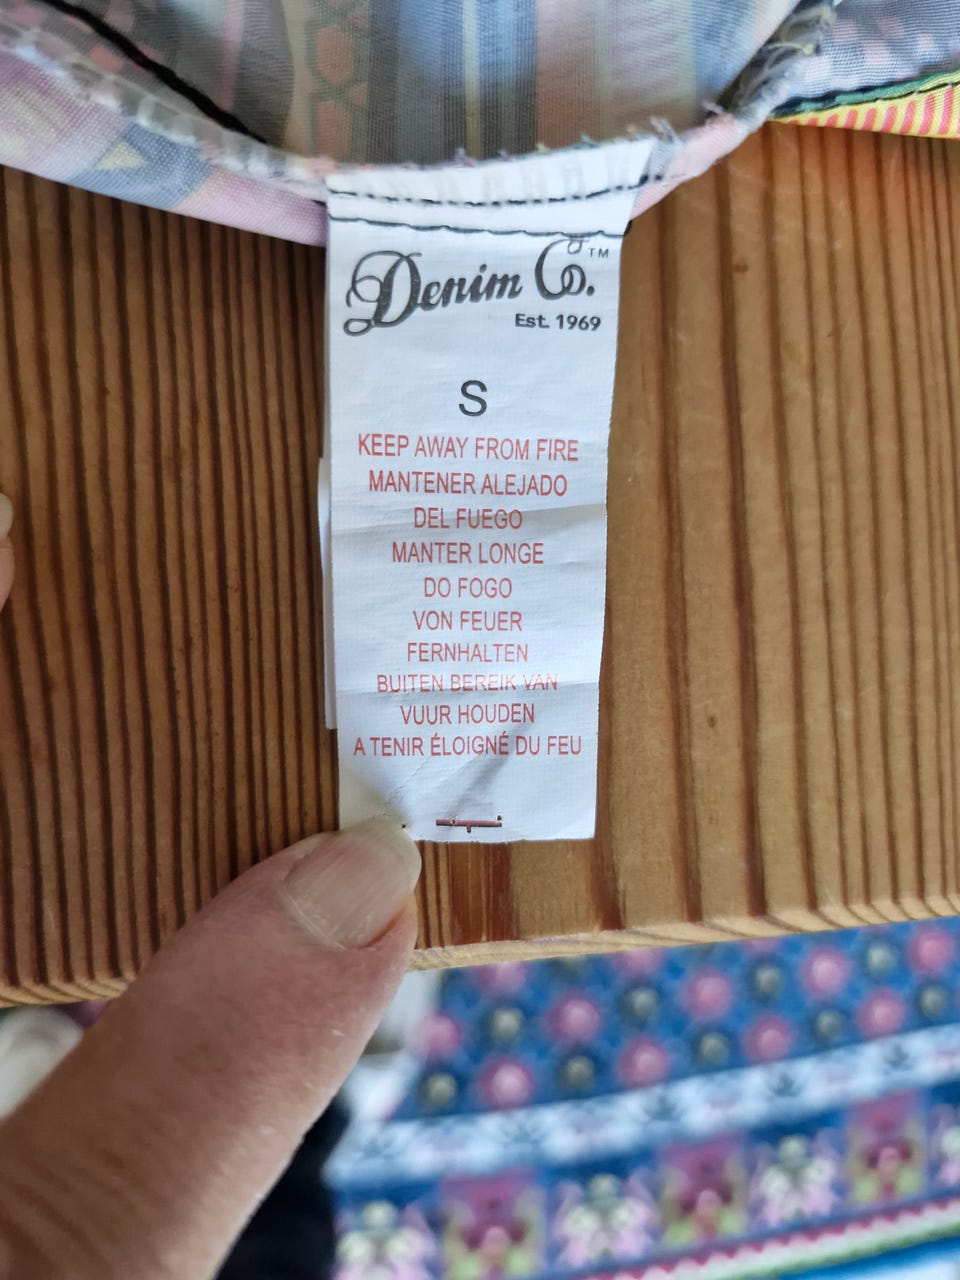 Denim Co.™
Est. 1969
S
KEEP AWAY FROM FIRE
MANTENER ALEJADO
DEL FUEGO
MANTER LONGE
DO FOGO
VON FEUER
FERNHALTEN
BUITEN BEREIK VAN
VUUR HOUDEN
A TENIR ÉLOIGNÉ DU FEU